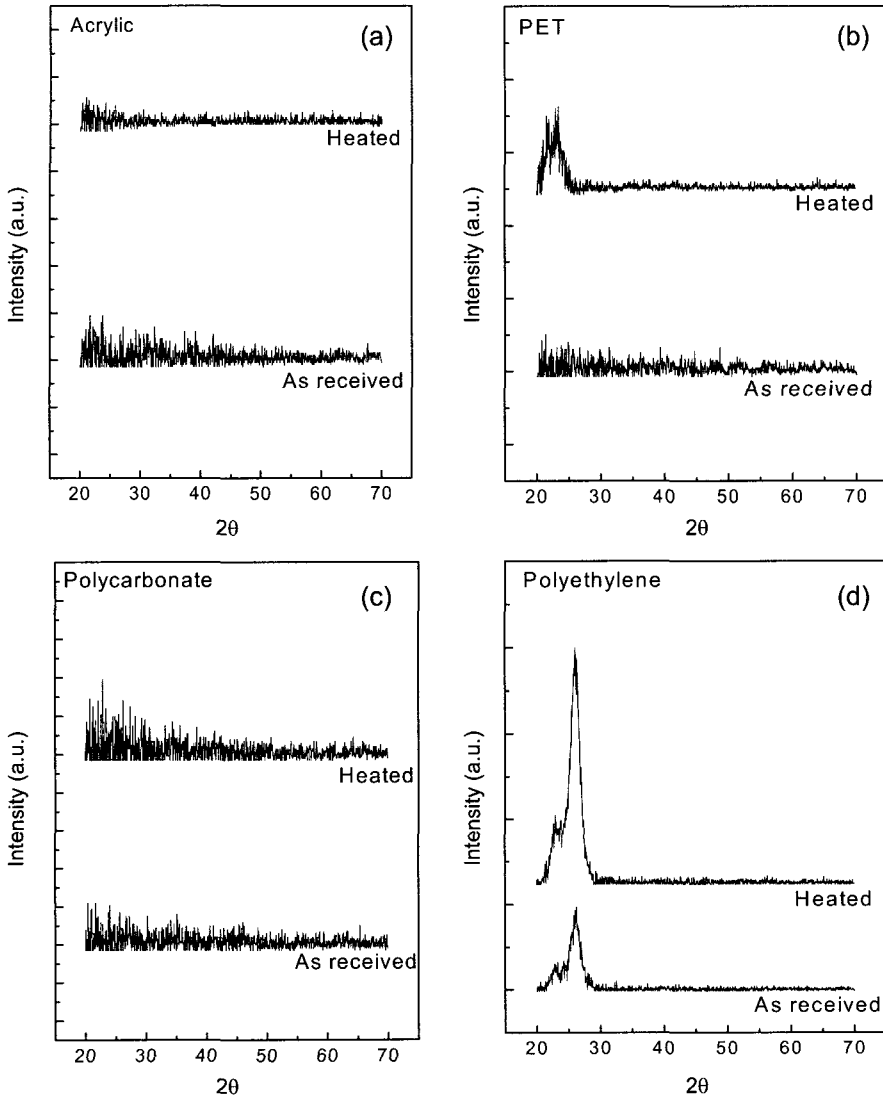 Acrylic
(a)
Heated
As received
Intensity (a.u.)
20 30 40 50 60 70
2θ
PET
(b)
Heated
As received
Intensity (a.u.)
20 30 40 50 60 70
2θ
Polycarbonate
(c)
Heated
As received
Intensity (a.u.)
20 30 40 50 60 70
2θ
Polyethylene
(d)
Heated
As received
Intensity (a.u.)
20 30 40 50 60 70
2θ